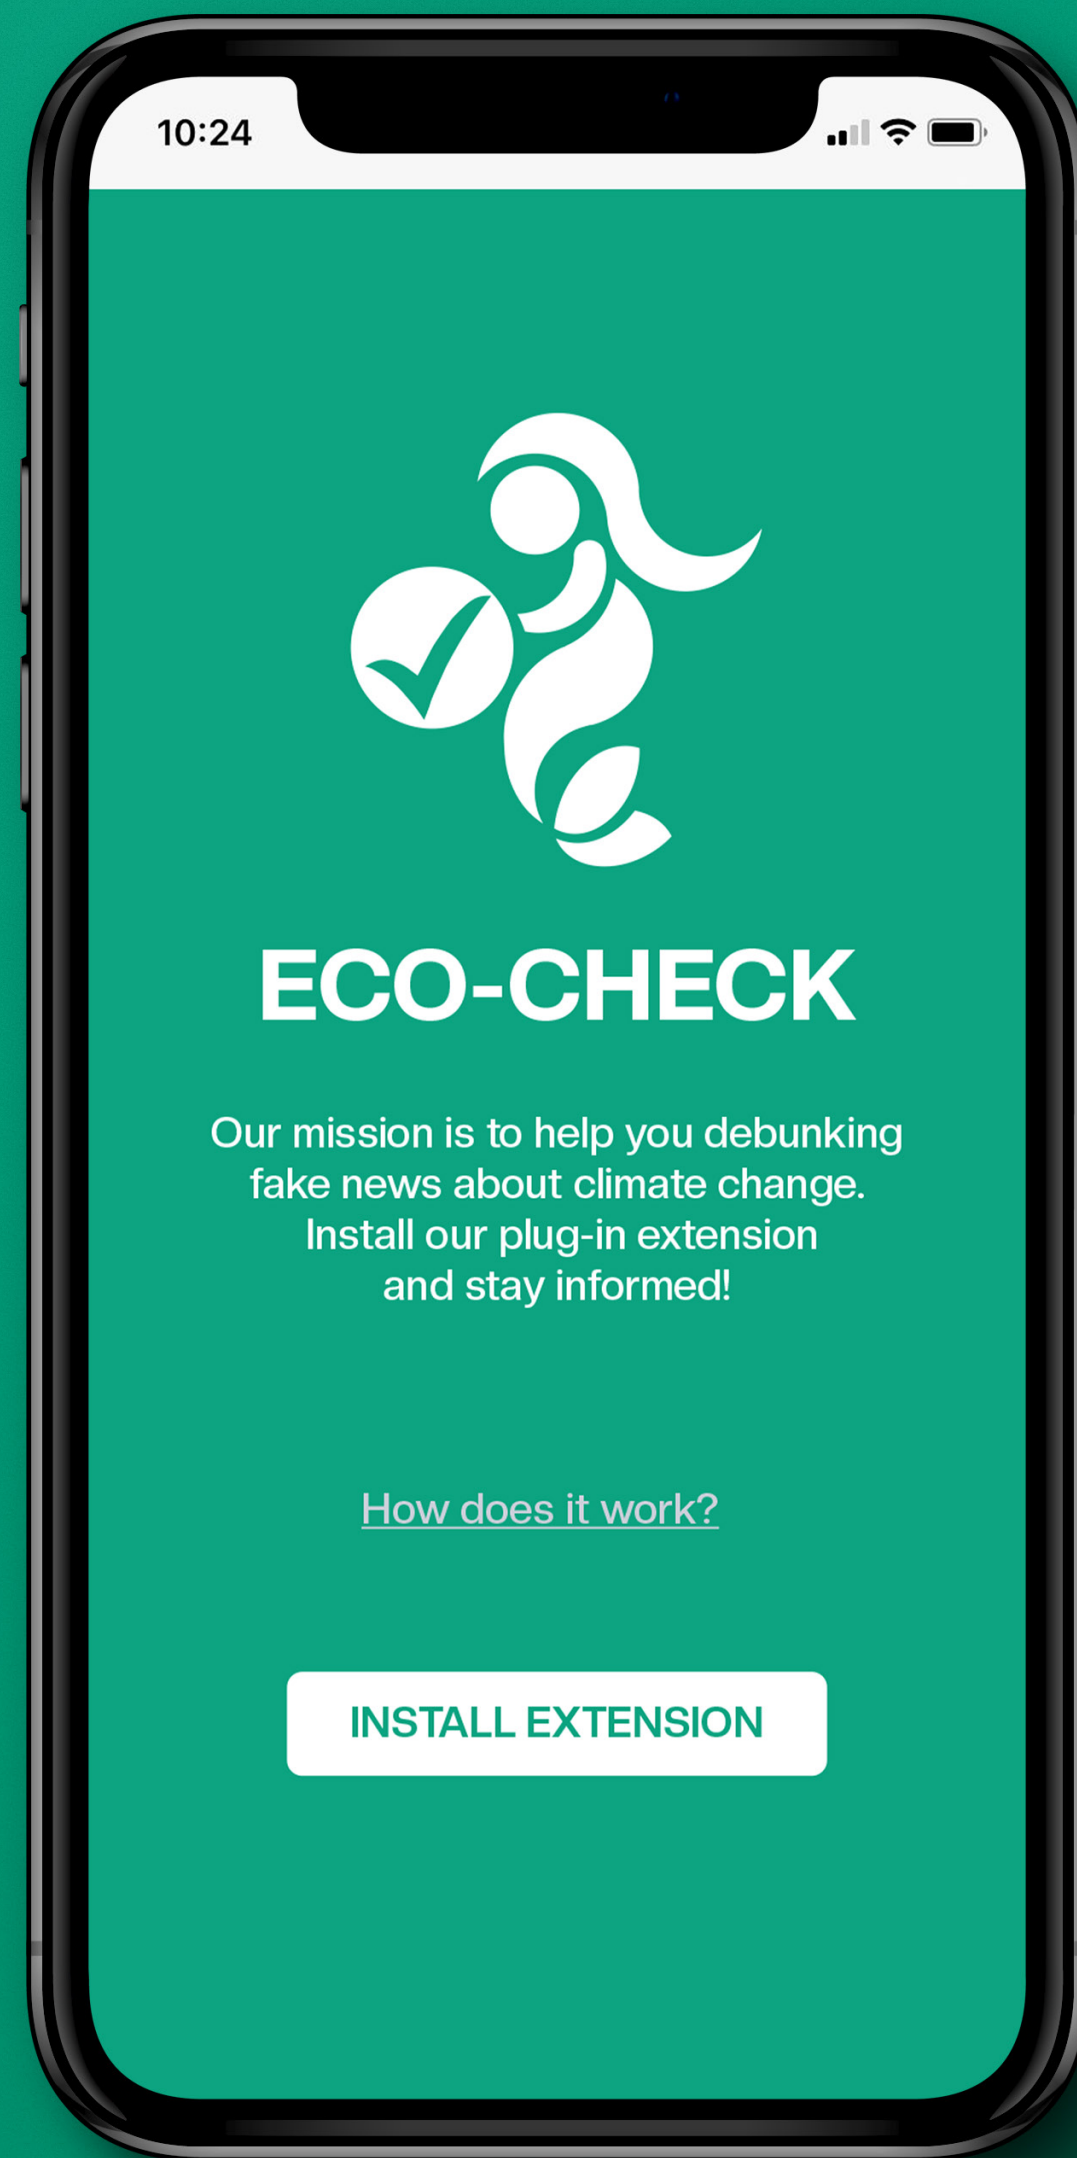 10:24
ECO-CHECK
Our mission is to help you debunking
fake news about climate change.
Install our plug-in extension
and stay informed!
How does it work?
INSTALL EXTENSION